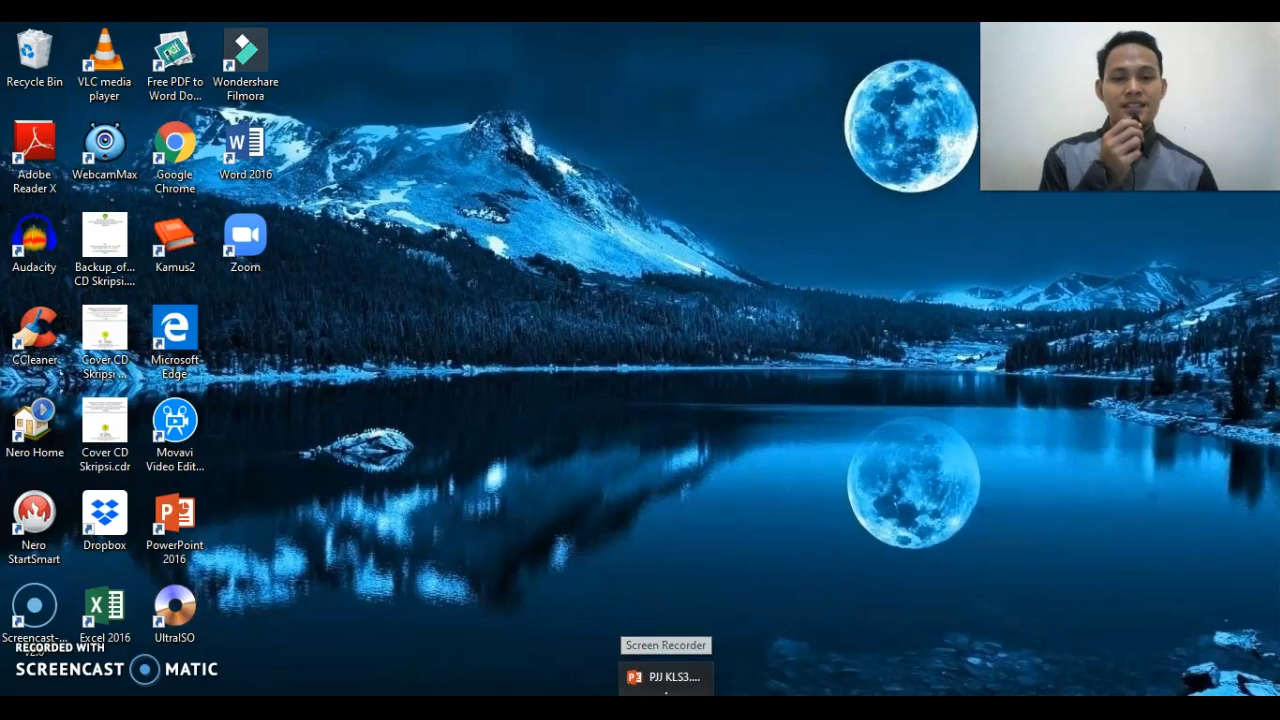 Recycle Bin
VLC media
player
Free PDF to
Word Do...
Wondershare
Filmora
Adobe
Reader X
WebcamMax
Google
Chrome
Word 2016
Audacity
Backup_of...
CD Skripsi....
Kamus2
Zoom
CCleaner
Cover CD
Skripsi ...
Microsoft
Edge
Nero Home
Cover CD
Skripsi.cdr
Movavi
Video Edit...
Nero
StartSmart
Dropbox
PowerPoint
2016
Screencast-...
Excel 2016
UltraISO
RECORDED WITH
SCREENCAST MATIC
Screen Recorder
PJJ KLS3....